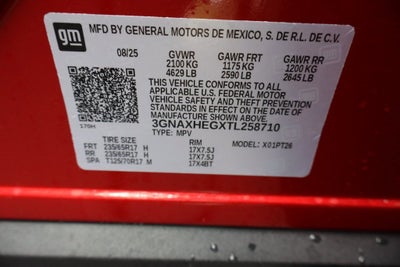 gm
MFD BY GENERAL MOTORS DE MEXICO, S. DE R.L. DE C.V.
08/25 GVWR GAWR FRT GAWR RR
2100 KG 1175 KG 1200 KG
4629 LB 2590 LB 2645 LB
THIS VEHICLE CONFORMS TO ALL
APPLICABLE U.S. FEDERAL MOTOR
VEHICLE SAFETY AND THEFT PREVENTION
STANDARDS IN EFFECT ON THE DATE OF
MANUFACTURE SHOWN ABOVE.
3GNAXHEGXTL258710
170H TYPE: MPV MODEL: X01PT26
TIRE SIZE RIM
FRT 235/65R17 H 17X7.5J
RR 235/65R17 H 17X7.5J
SPA T125/70R17 M 17X4BT